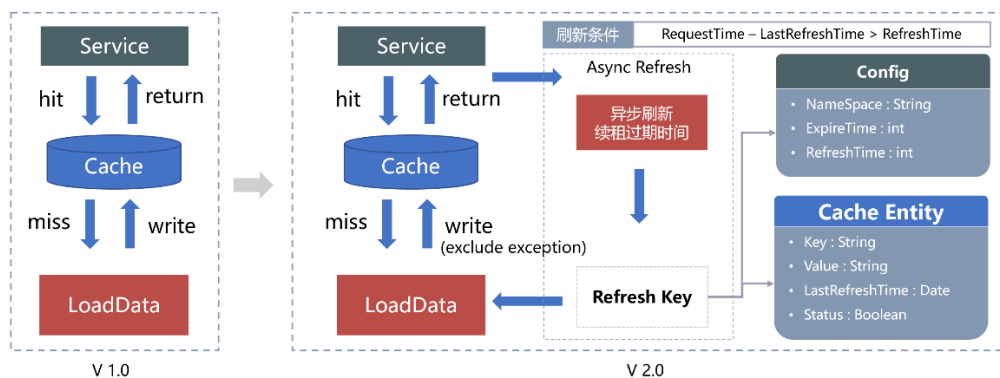 Service
hit
return
Cache
miss
write
LoadData
V 1.0
刷新条件
RequestTime – LastRefreshTime > RefreshTime
Service
hit
return
Cache
miss
write
(exclude exception)
LoadData
Async Refresh
异步刷新
续租过期时间
Refresh Key
Config
• NameSpace : String
• ExpireTime : int
• RefreshTime : int
Cache Entity
• Key : String
• Value : String
• LastRefreshTime : Date
• Status : Boolean
V 2.0